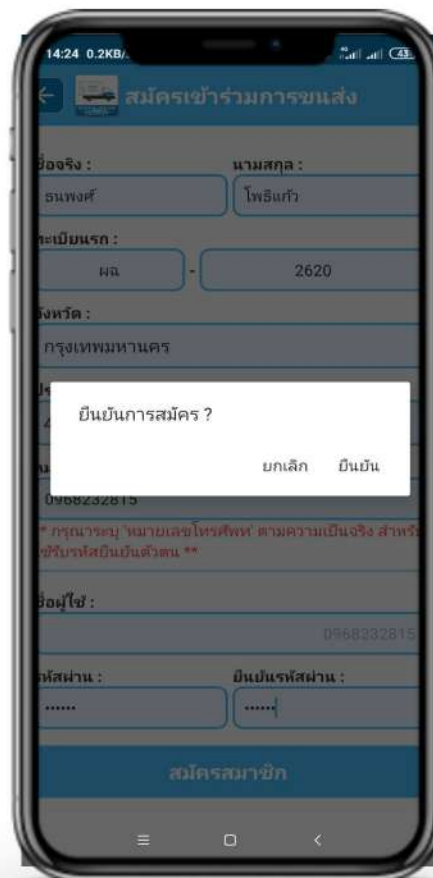 14:24 0.2KB/
43
สมัครเข้าร่วมการขนส่ง
ชื่อจริง : นามสกุล :
ธนพงศ์ โพธิแก้ว
ทะเบียนรถ :
ผฉ - 2620
จังหวัด :
กรุงเทพมหานคร
ยืนยันการสมัคร ?
ยกเลิก ยืนยัน
0968232815
** กรุณาระบุ 'หมายเลขโทรศัพท์' ตามความเป็นจริง สำหรับ
ใช้รับรหัสยืนยันตัวตน **
ชื่อผู้ใช้ :
0968232815
รหัสผ่าน : ยืนยันรหัสผ่าน :
•••••• ••••••
สมัครสมาชิก